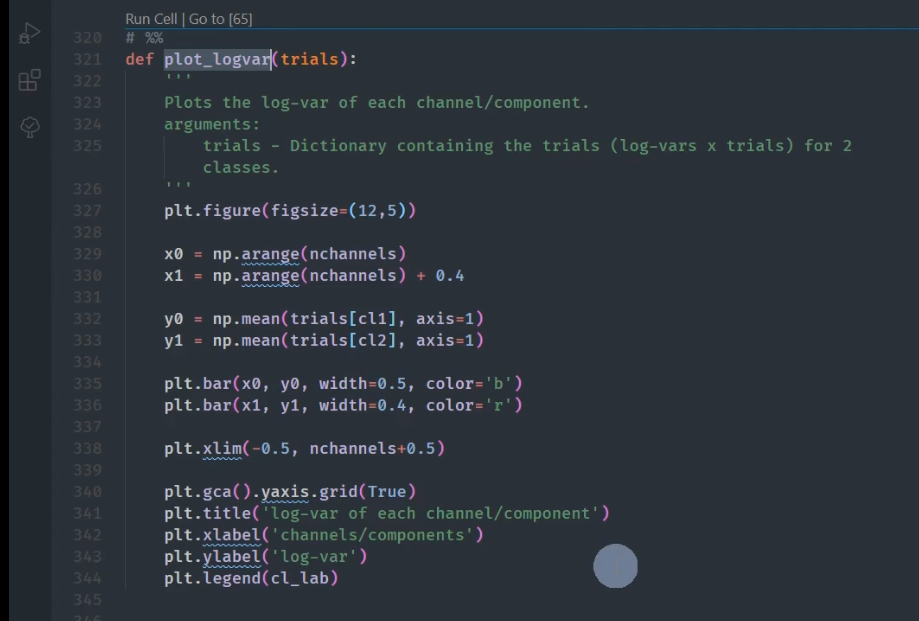 Run Cell | Go to [65]
320 # %%
321 def plot_logvar(trials):
322 '''
323 Plots the log-var of each channel/component.
324 arguments:
325 trials - Dictionary containing the trials (log-vars x trials) for 2
classes.
326 '''
327 plt.figure(figsize=(12,5))
328
329 x0 = np.arange(nchannels)
330 x1 = np.arange(nchannels) + 0.4
331
332 y0 = np.mean(trials[cl1], axis=1)
333 y1 = np.mean(trials[cl2], axis=1)
334
335 plt.bar(x0, y0, width=0.5, color='b')
336 plt.bar(x1, y1, width=0.4, color='r')
337
338 plt.xlim(-0.5, nchannels+0.5)
339
340 plt.gca().yaxis.grid(True)
341 plt.title('log-var of each channel/component')
342 plt.xlabel('channels/components')
343 plt.ylabel('log-var')
344 plt.legend(cl_lab)
345